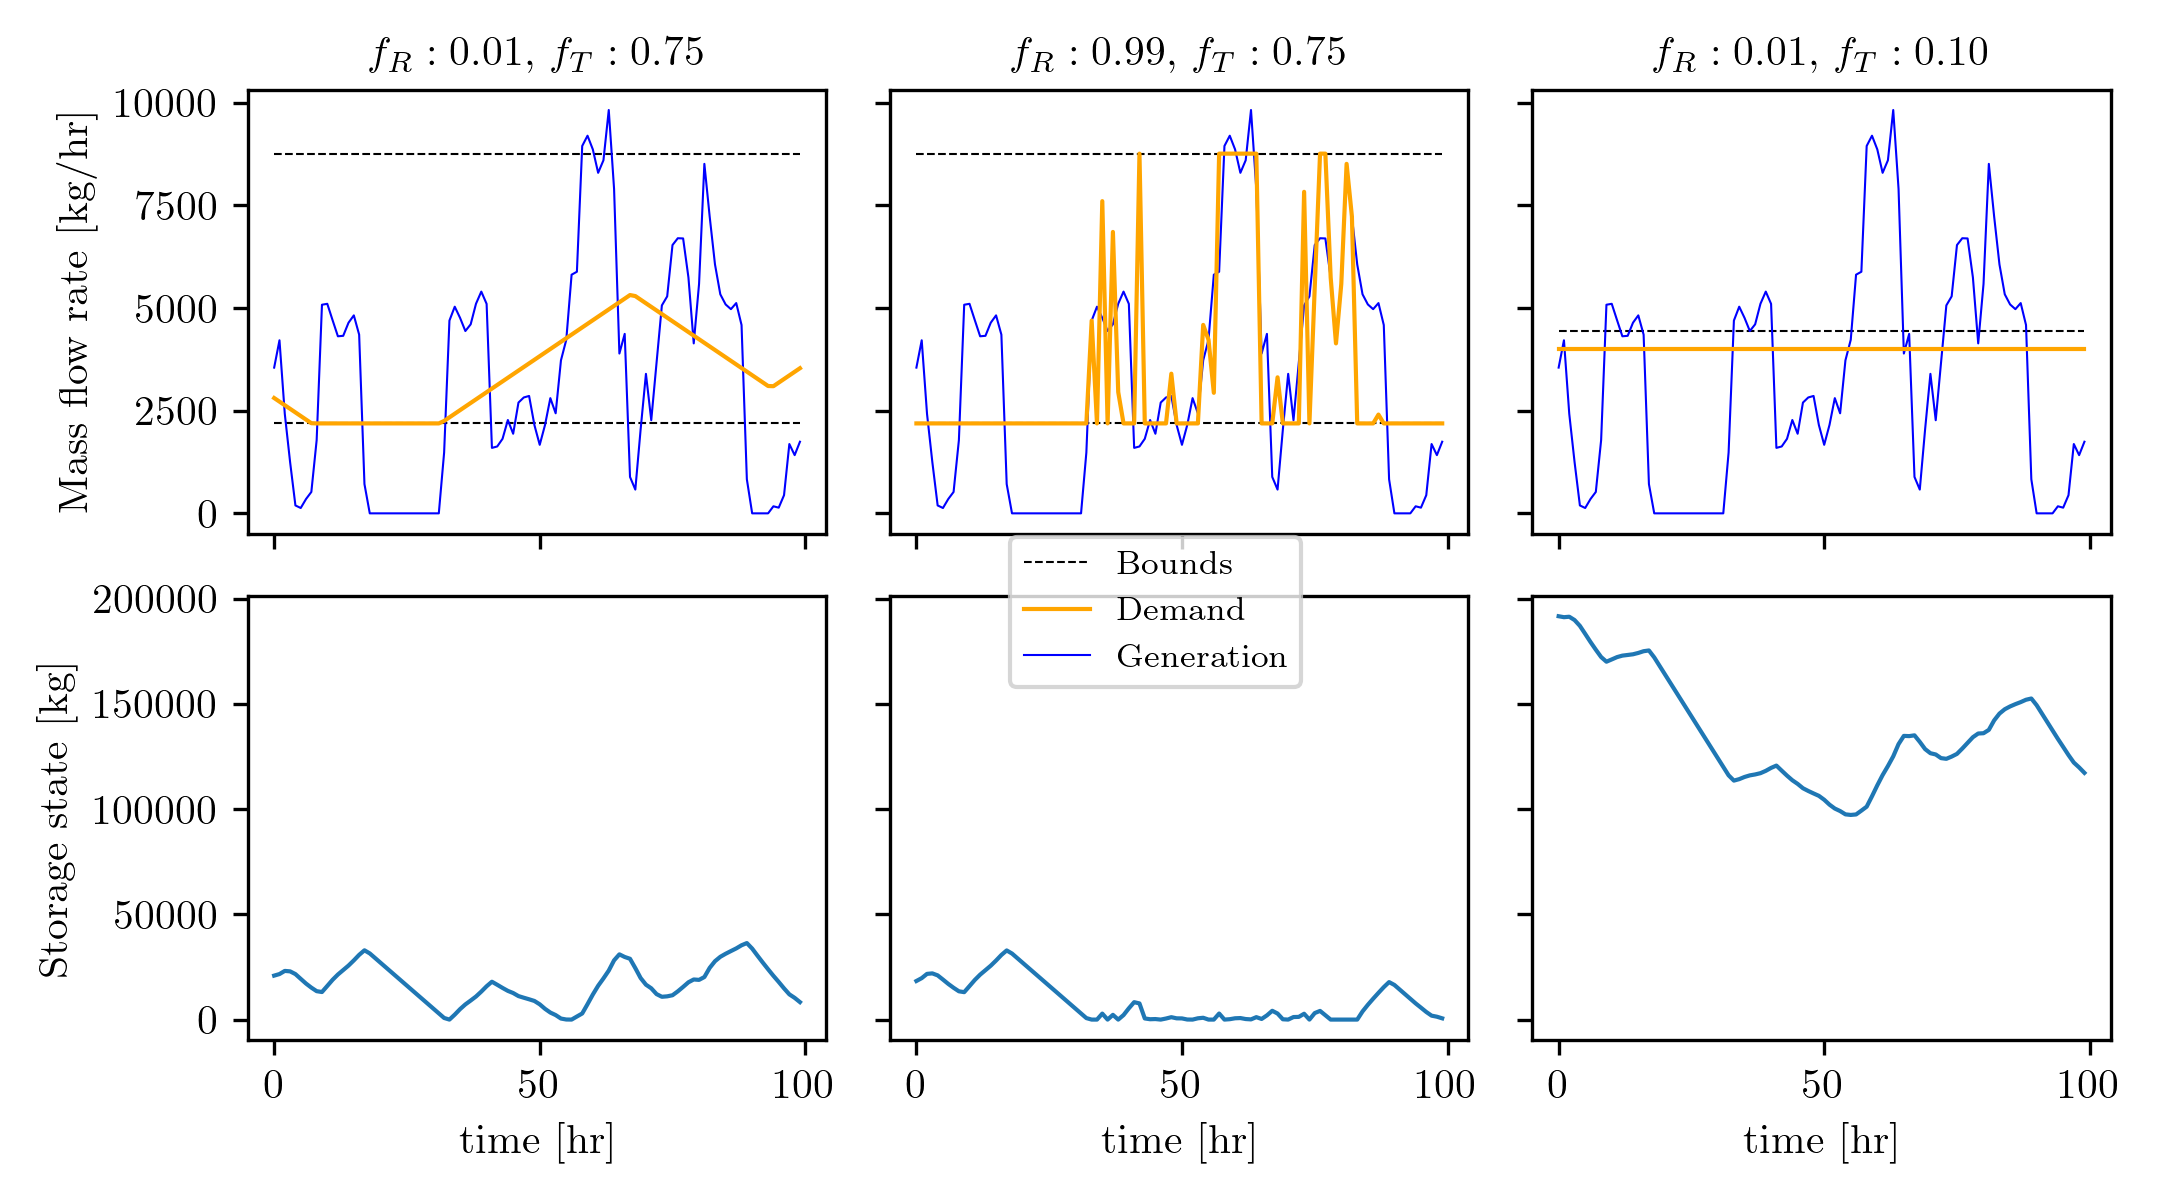 f_R : 0.01, f_T : 0.75
f_R : 0.99, f_T : 0.75
f_R : 0.01, f_T : 0.10
Mass flow rate [kg/hr]
10000
7500
5000
2500
0
Bounds
Demand
Generation
Storage state [kg]
200000
150000
100000
50000
0
0 50 100
0 50 100
0 50 100
time [hr]
time [hr]
time [hr]